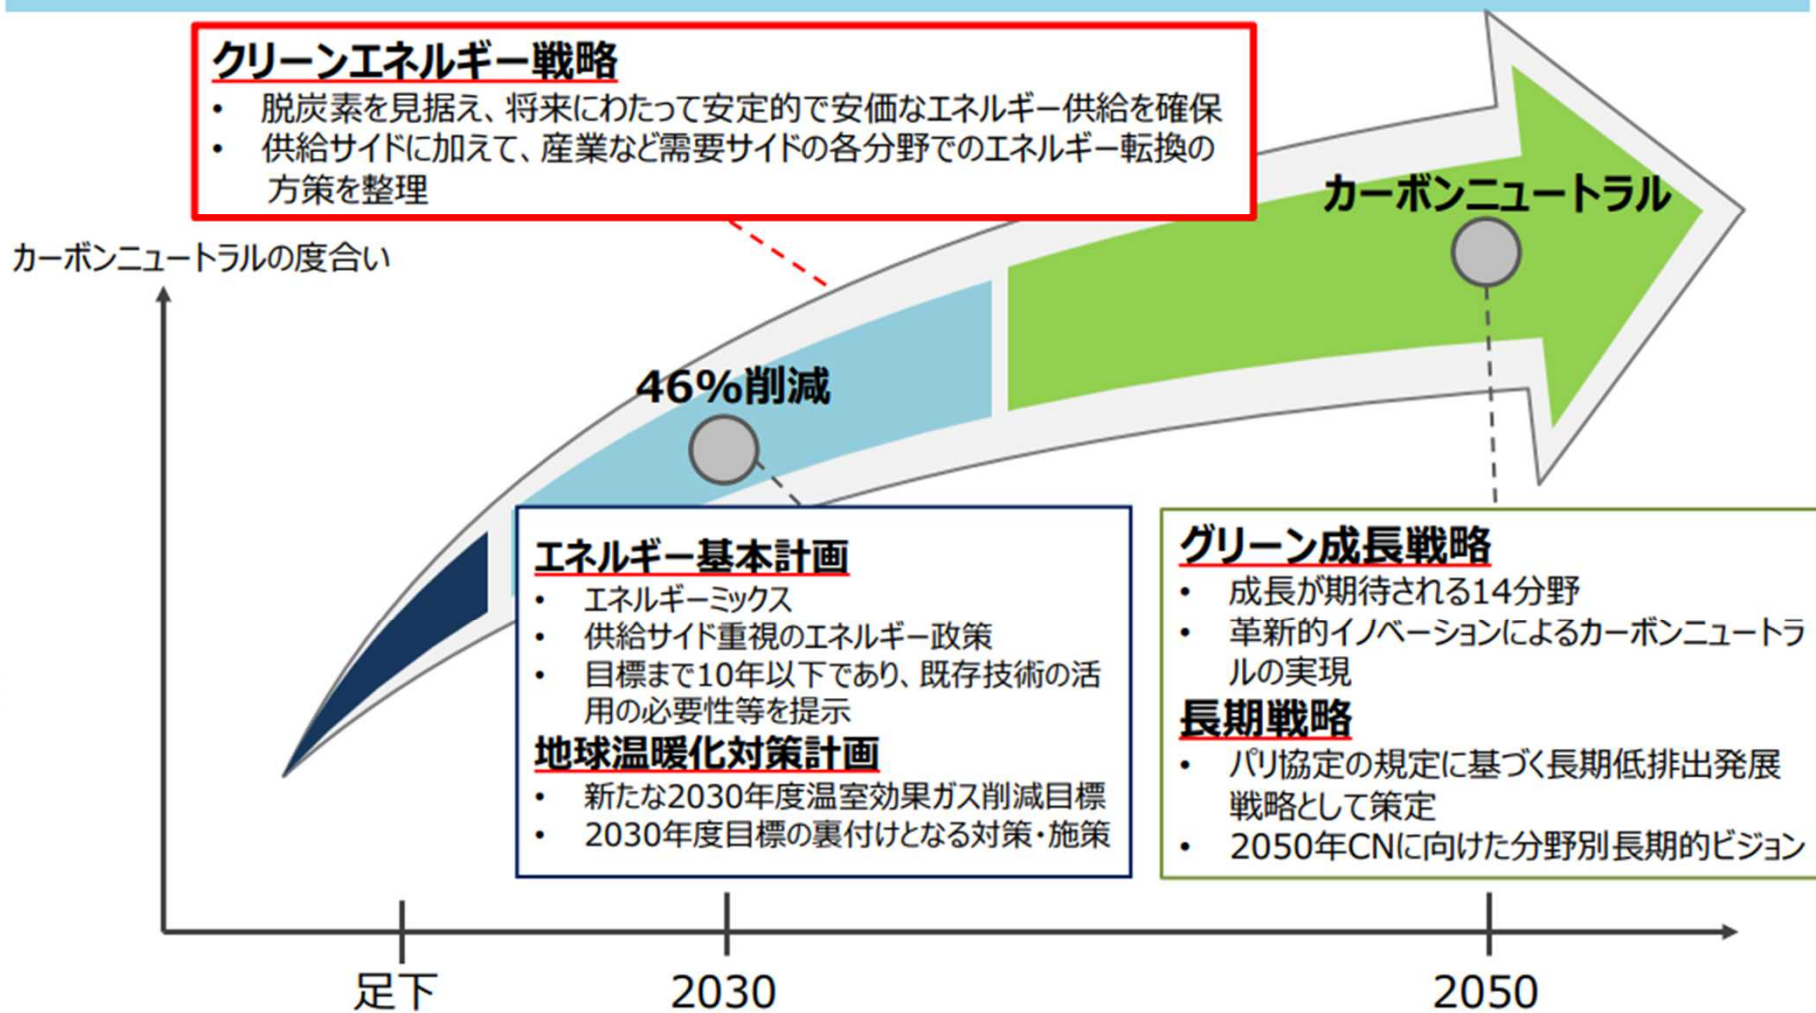 クリーンエネルギー戦略
• 脱炭素を見据え、将来にわたって安定的で安価なエネルギー供給を確保
• 供給サイドに加えて、産業など需要サイドの各分野でのエネルギー転換の
方策を整理
カーボンニュートラル
カーボンニュートラルの度合い
46%削減
エネルギー基本計画
• エネルギーミックス
• 供給サイド重視のエネルギー政策
• 目標まで10年以下であり、既存技術の活
用の必要性等を提示
地球温暖化対策計画
• 新たな2030年度温室効果ガス削減目標
• 2030年度目標の裏付けとなる対策・施策
グリーン成長戦略
• 成長が期待される14分野
• 革新的イノベーションによるカーボンニュートラ
ルの実現
長期戦略
• パリ協定の規定に基づく長期低排出発展
戦略として策定
• 2050年CNに向けた分野別長期的ビジョン
足下
2030
2050